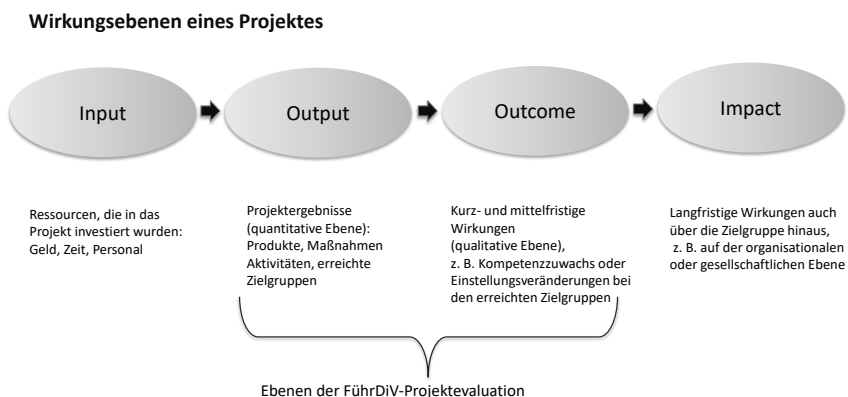 Wirkungsebenen eines Projektes
Input
Output
Outcome
Impact
Ressourcen, die in das
Projekt investiert wurden:
Geld, Zeit, Personal
Projektergebnisse
(quantitative Ebene):
Produkte, Maßnahmen
Aktivitäten, erreichte
Zielgruppen
Kurz- und mittelfristige
Wirkungen
(qualitative Ebene),
z. B. Kompetenzzuwachs oder
Einstellungsveränderungen bei
den erreichten Zielgruppen
Langfristige Wirkungen auch
über die Zielgruppe hinaus,
z. B. auf der organisationalen
oder gesellschaftlichen Ebene
Ebenen der FührDiV-Projektevaluation